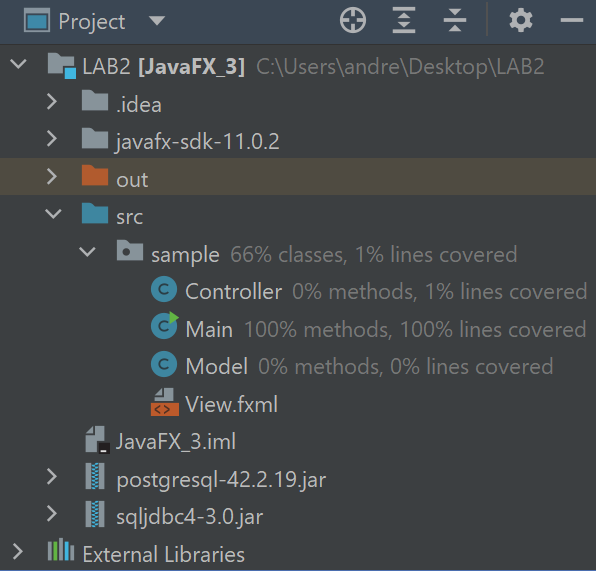 Project
LAB2 [JavaFX_3] C:\Users\andre\Desktop\LAB2
.idea
javafx-sdk-11.0.2
out
src
sample 66% classes, 1% lines covered
Controller 0% methods, 1% lines covered
Main 100% methods, 100% lines covered
Model 0% methods, 0% lines covered
View.fxml
JavaFX_3.iml
postgresql-42.2.19.jar
sqljdbc4-3.0.jar
External Libraries